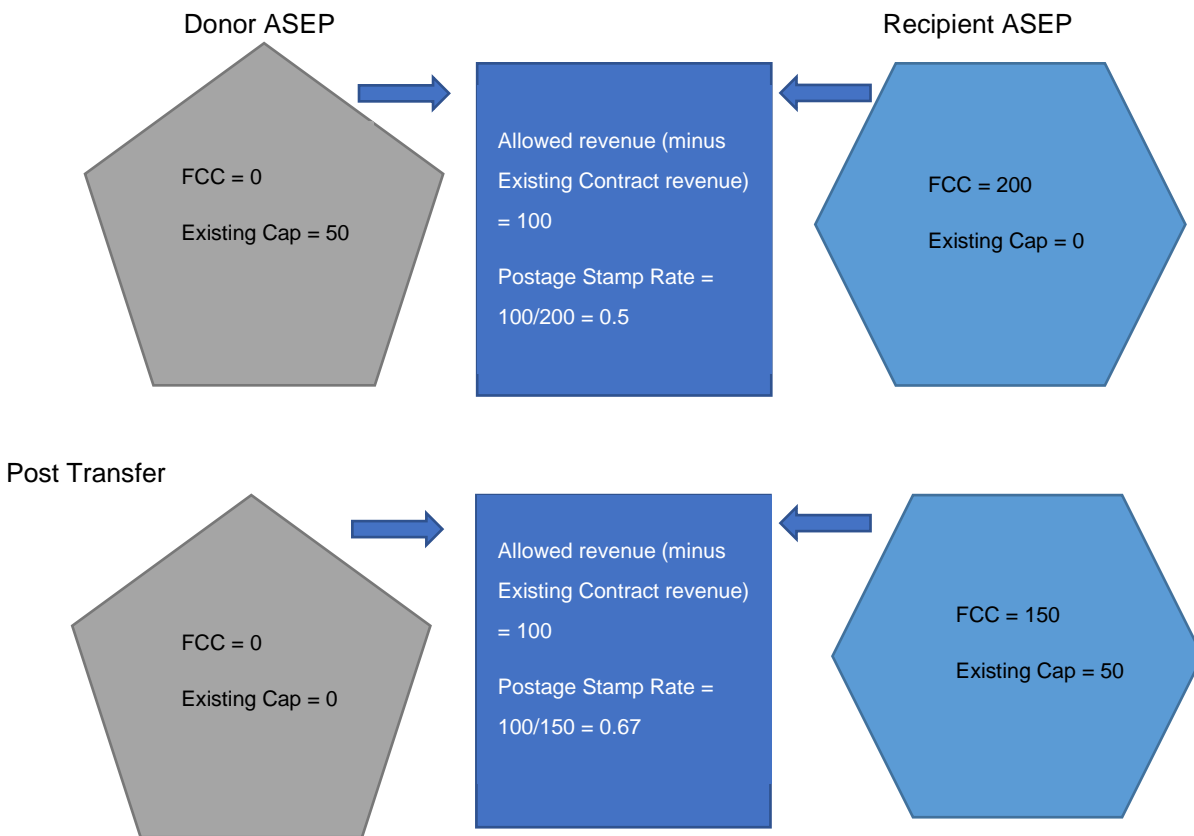 Donor ASEP
Recipient ASEP
FCC = 0
Existing Cap = 50
Allowed revenue (minus
Existing Contract revenue)
= 100
Postage Stamp Rate =
100/200 = 0.5
FCC = 200
Existing Cap = 0
Post Transfer
FCC = 0
Existing Cap = 0
Allowed revenue (minus
Existing Contract revenue)
= 100
Postage Stamp Rate =
100/150 = 0.67
FCC = 150
Existing Cap = 50